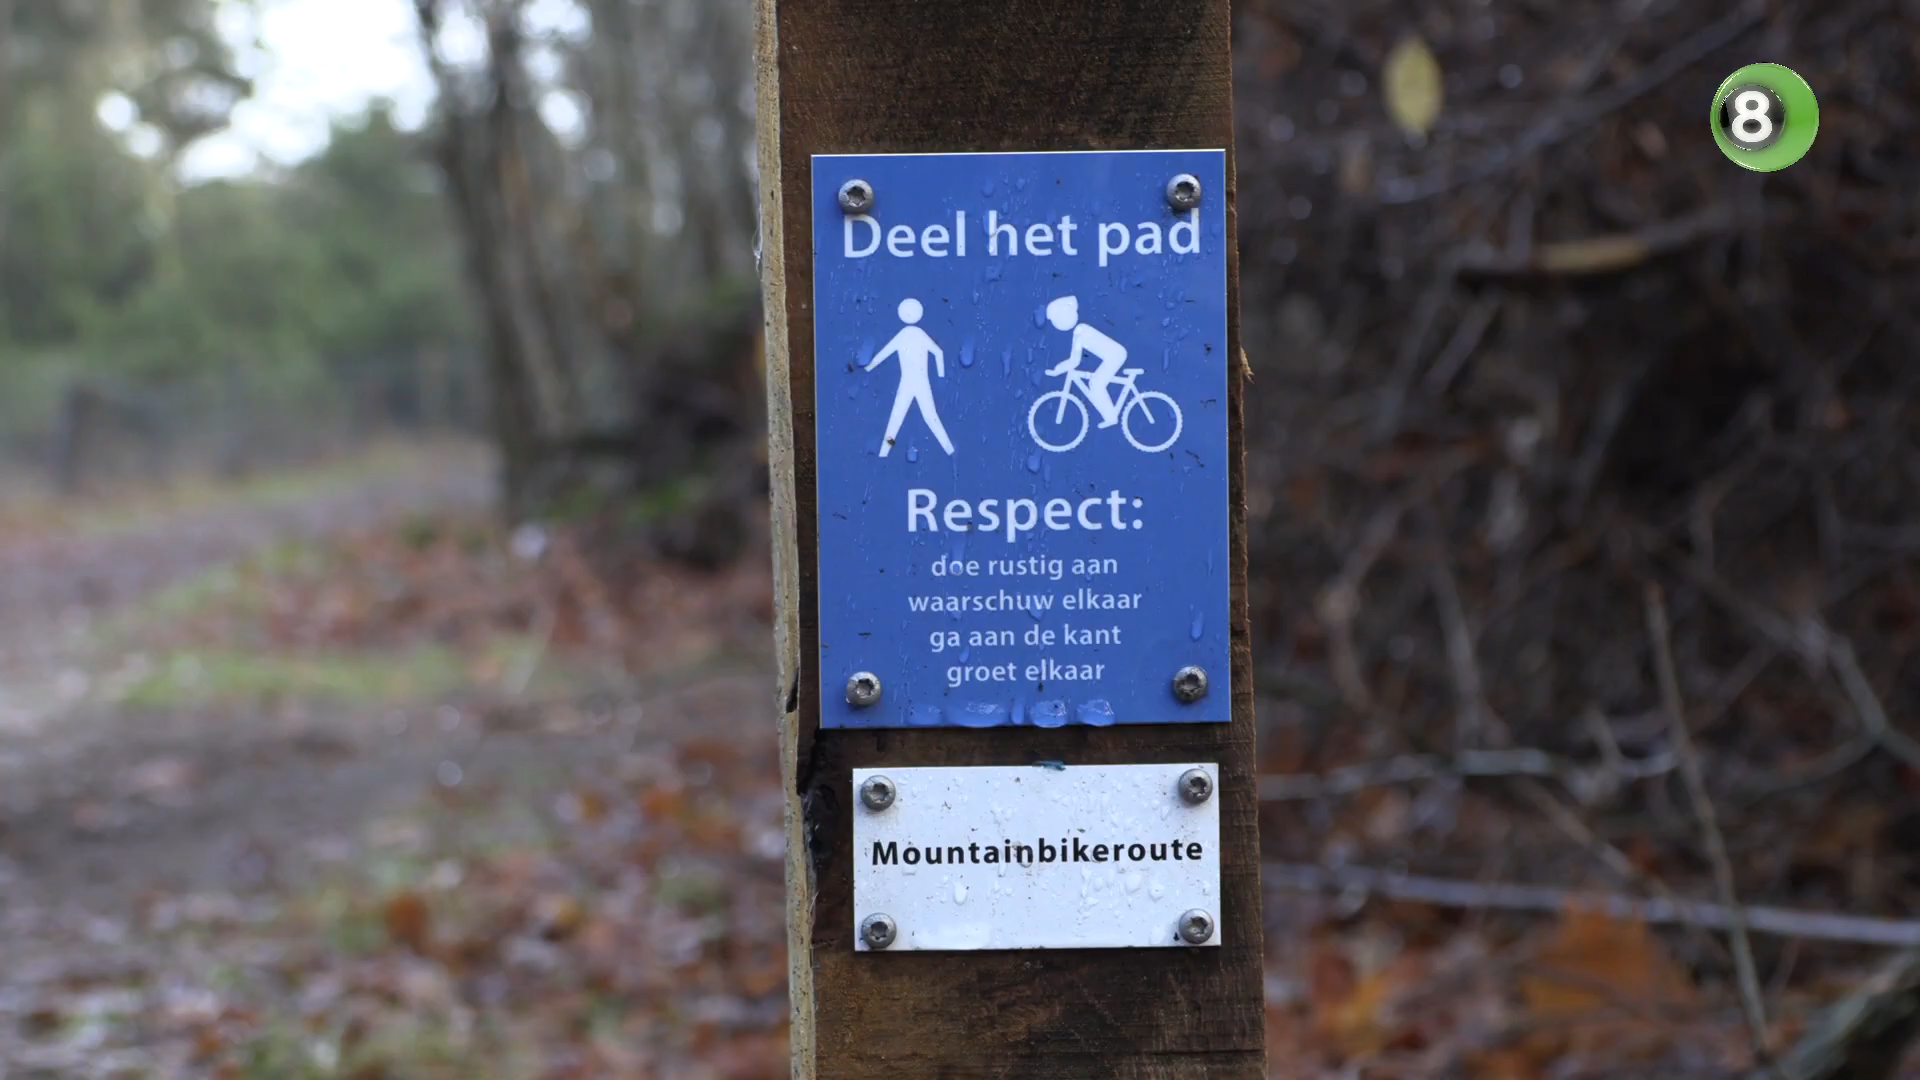 8
Deel het pad
Respect:
doe rustig aan
waarschuw elkaar
ga aan de kant
groet elkaar
Mountainbikeroute